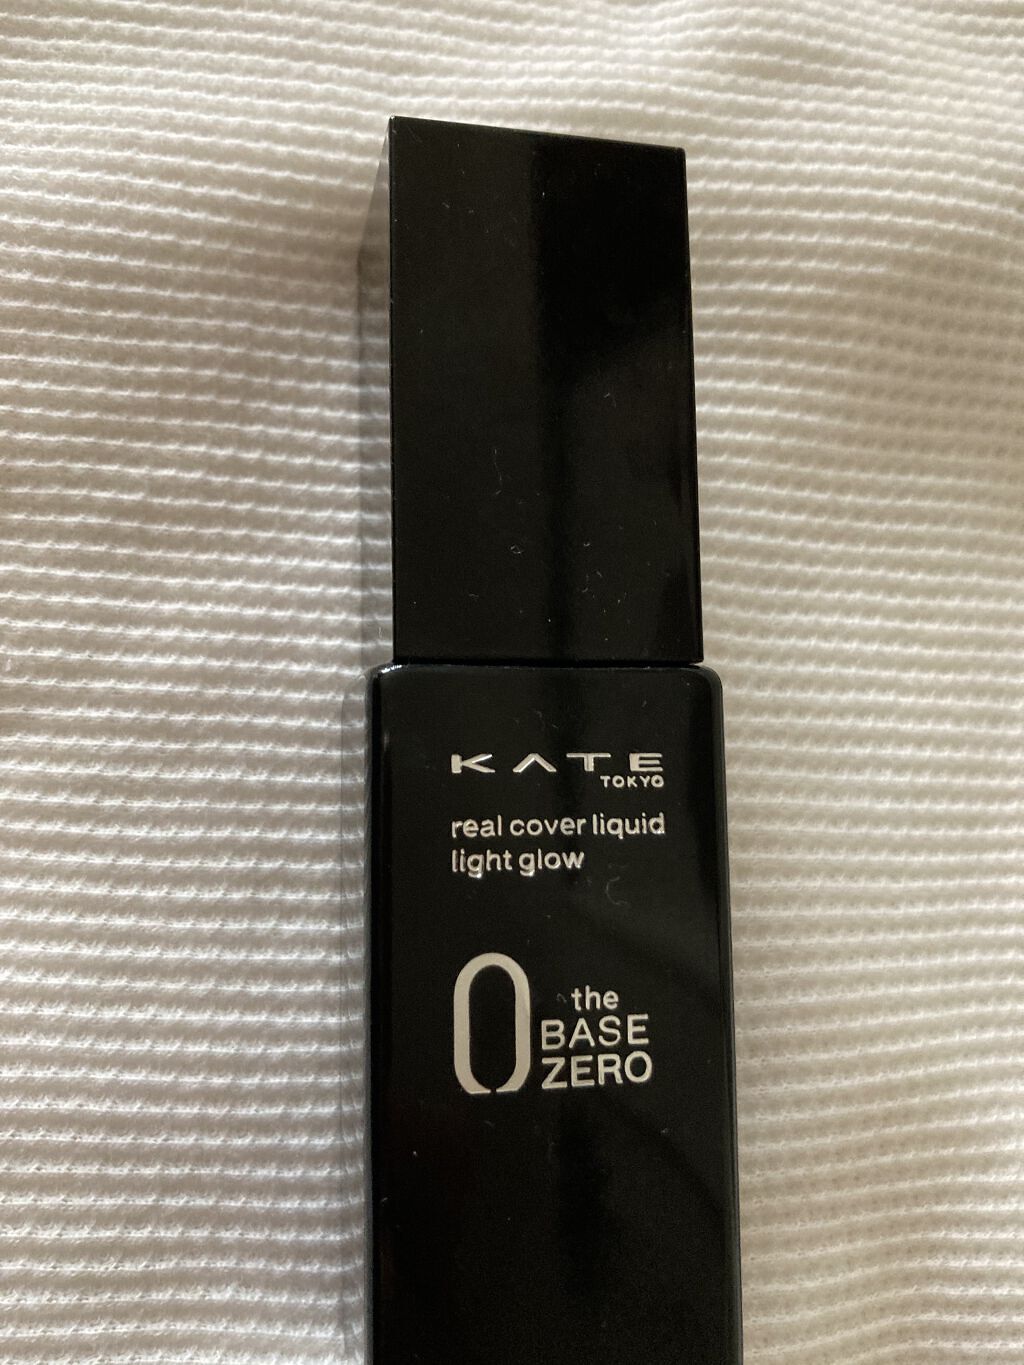 KATE
TOKYO
real cover liquid
light glow
0 the
BASE
ZERO